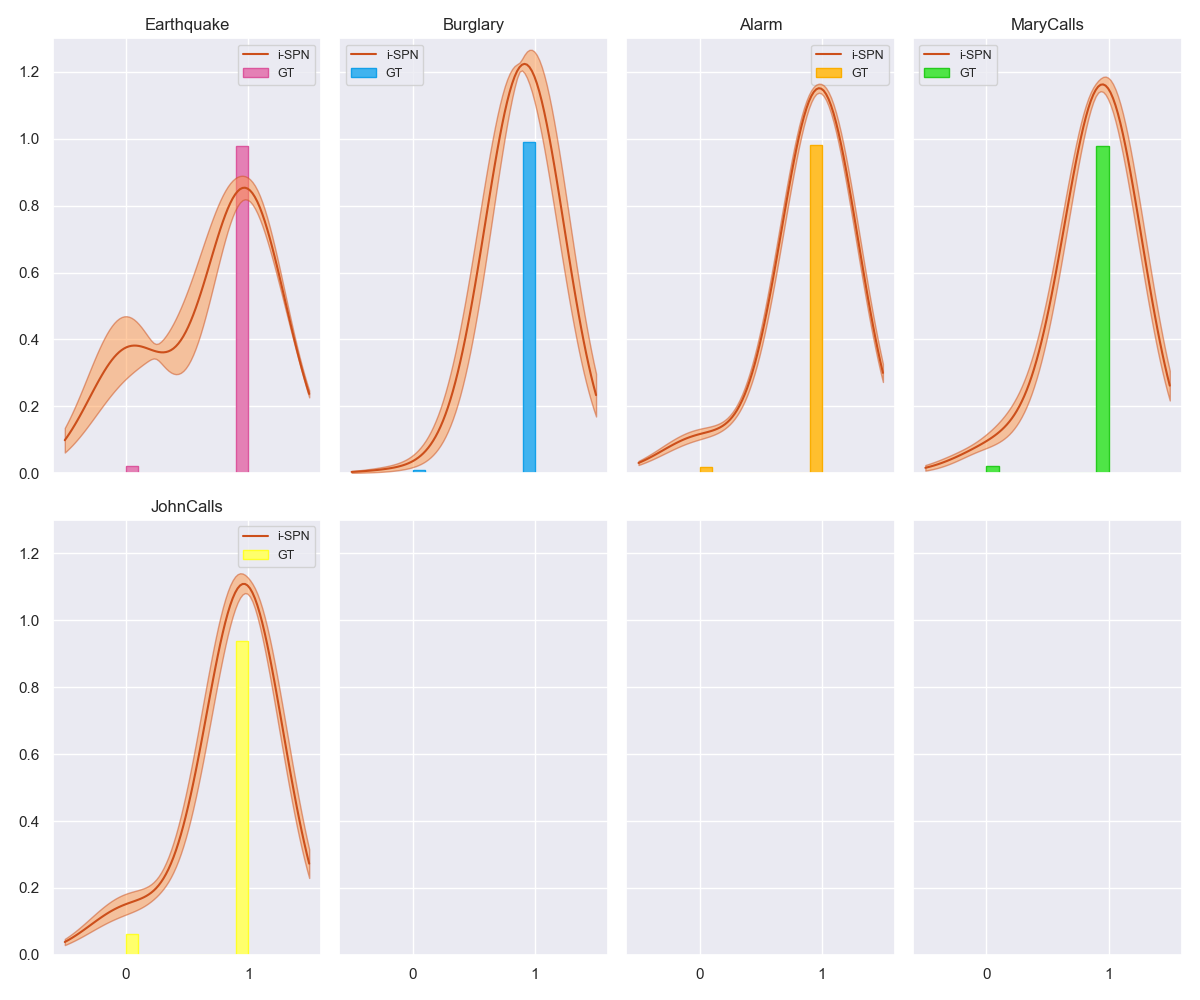 Earthquake
Burglary
Alarm
MaryCalls
i-SPN
GT
i-SPN
GT
i-SPN
GT
i-SPN
GT
1.2
1.0
0.8
0.6
0.4
0.2
0.0
JohnCalls
i-SPN
GT
1.2
1.0
0.8
0.6
0.4
0.2
0.0
0 1
0 1
0 1
0 1